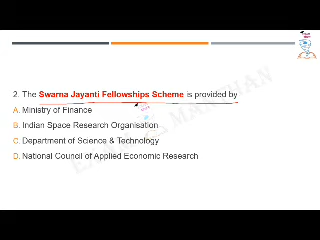 2. The Swarna Jayanti Fellowships Scheme is provided by
A. Ministry of Finance
B. Indian Space Research Organisation
C. Department of Science & Technology
D. National Council of Applied Economic Research